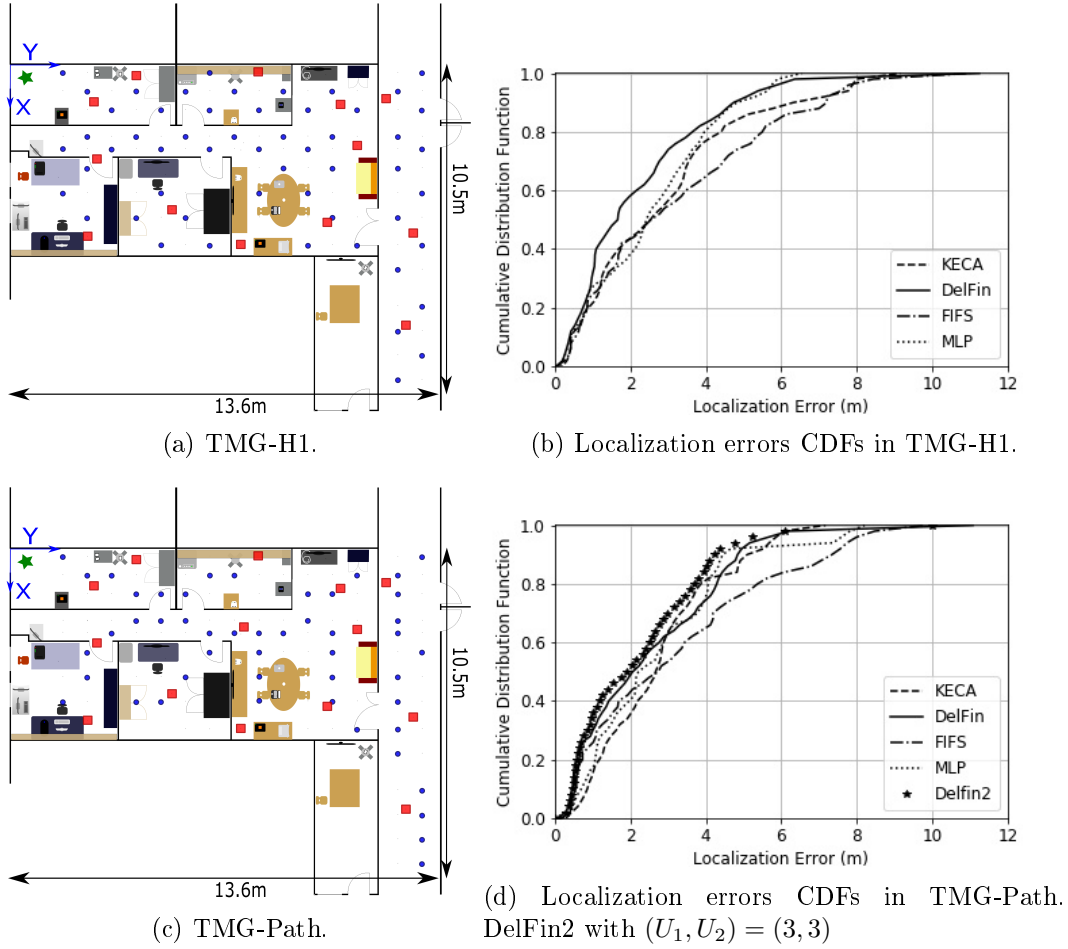 Y
X
10.5m
13.6m
(a) TMG-H1.
1.0
0.8
0.6
0.4
0.2
0.0
0
2
4
6
8
10
12
Cumulative Distribution Function
Localization Error (m)
KECA
DelFin
FIFS
MLP
(b) Localization errors CDFs in TMG-H1.
Y
X
10.5m
13.6m
(c) TMG-Path.
1.0
0.8
0.6
0.4
0.2
0.0
0
2
4
6
8
10
12
Cumulative Distribution Function
Localization Error (m)
KECA
DelFin
FIFS
MLP
Delfin2
(d) Localization errors CDFs in TMG-Path.
DelFin2 with (U₁, U₂) = (3, 3)